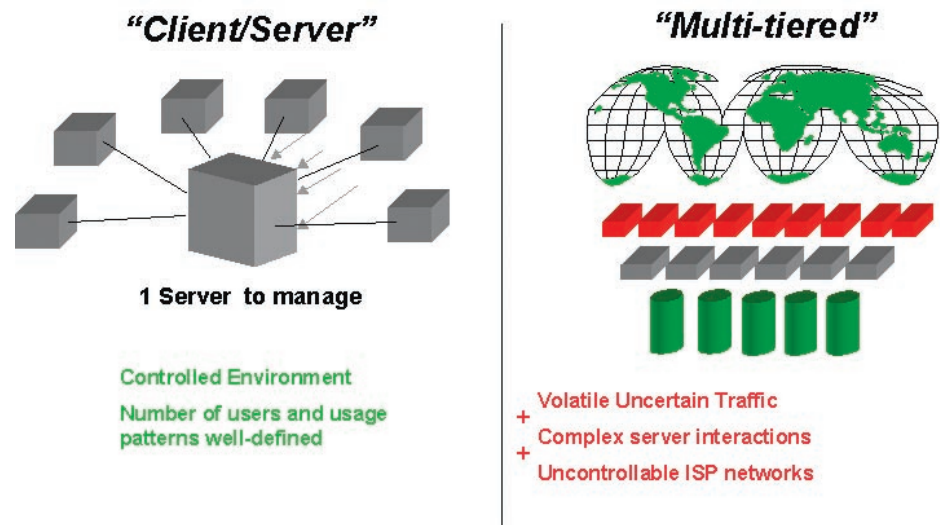 “Client/Server”
1 Server to manage
Controlled Environment
Number of users and usage
patterns well-defined
“Multi-tiered”
Volatile Uncertain Traffic
+
Complex server interactions
+
Uncontrollable ISP networks